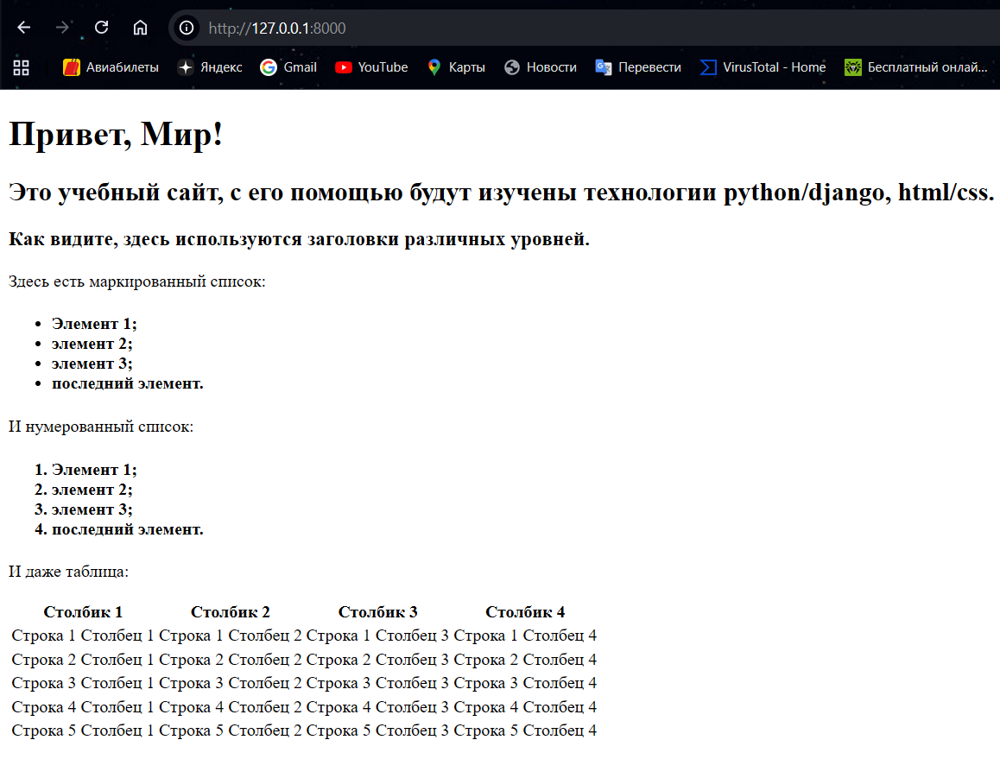 http://127.0.0.1:8000
Авиабилеты Яндекс Gmail YouTube Карты Новости Перевести VirusTotal - Home Бесплатный онлай...
Привет, Мир!
Это учебный сайт, с его помощью будут изучены технологии python/django, html/css.
Как видите, здесь используются заголовки различных уровней.
Здесь есть маркированный список:
• Элемент 1;
• элемент 2;
• элемент 3;
• последний элемент.
И нумерованный список:
1. Элемент 1;
2. элемент 2;
3. элемент 3;
4. последний элемент.
И даже таблица:
Столбик 1 Столбик 2 Столбик 3 Столбик 4
Строка 1 Столбец 1 Строка 1 Столбец 2 Строка 1 Столбец 3 Строка 1 Столбец 4
Строка 2 Столбец 1 Строка 2 Столбец 2 Строка 2 Столбец 3 Строка 2 Столбец 4
Строка 3 Столбец 1 Строка 3 Столбец 2 Строка 3 Столбец 3 Строка 3 Столбец 4
Строка 4 Столбец 1 Строка 4 Столбец 2 Строка 4 Столбец 3 Строка 4 Столбец 4
Строка 5 Столбец 1 Строка 5 Столбец 2 Строка 5 Столбец 3 Строка 5 Столбец 4